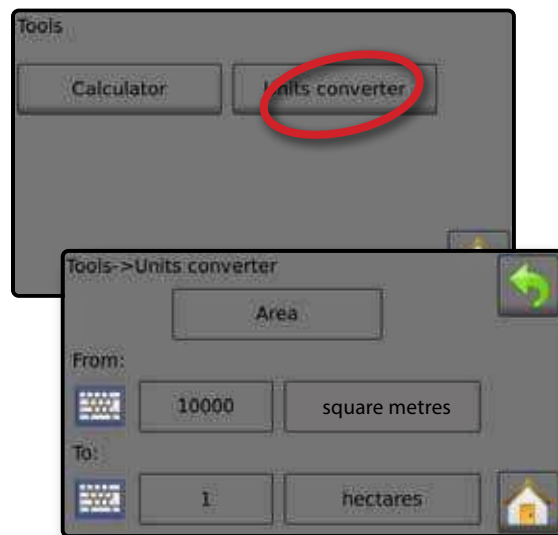 Tools
Calculator Units converter
Tools->Units converter
Area
From:
10000 square metres
To:
1 hectares